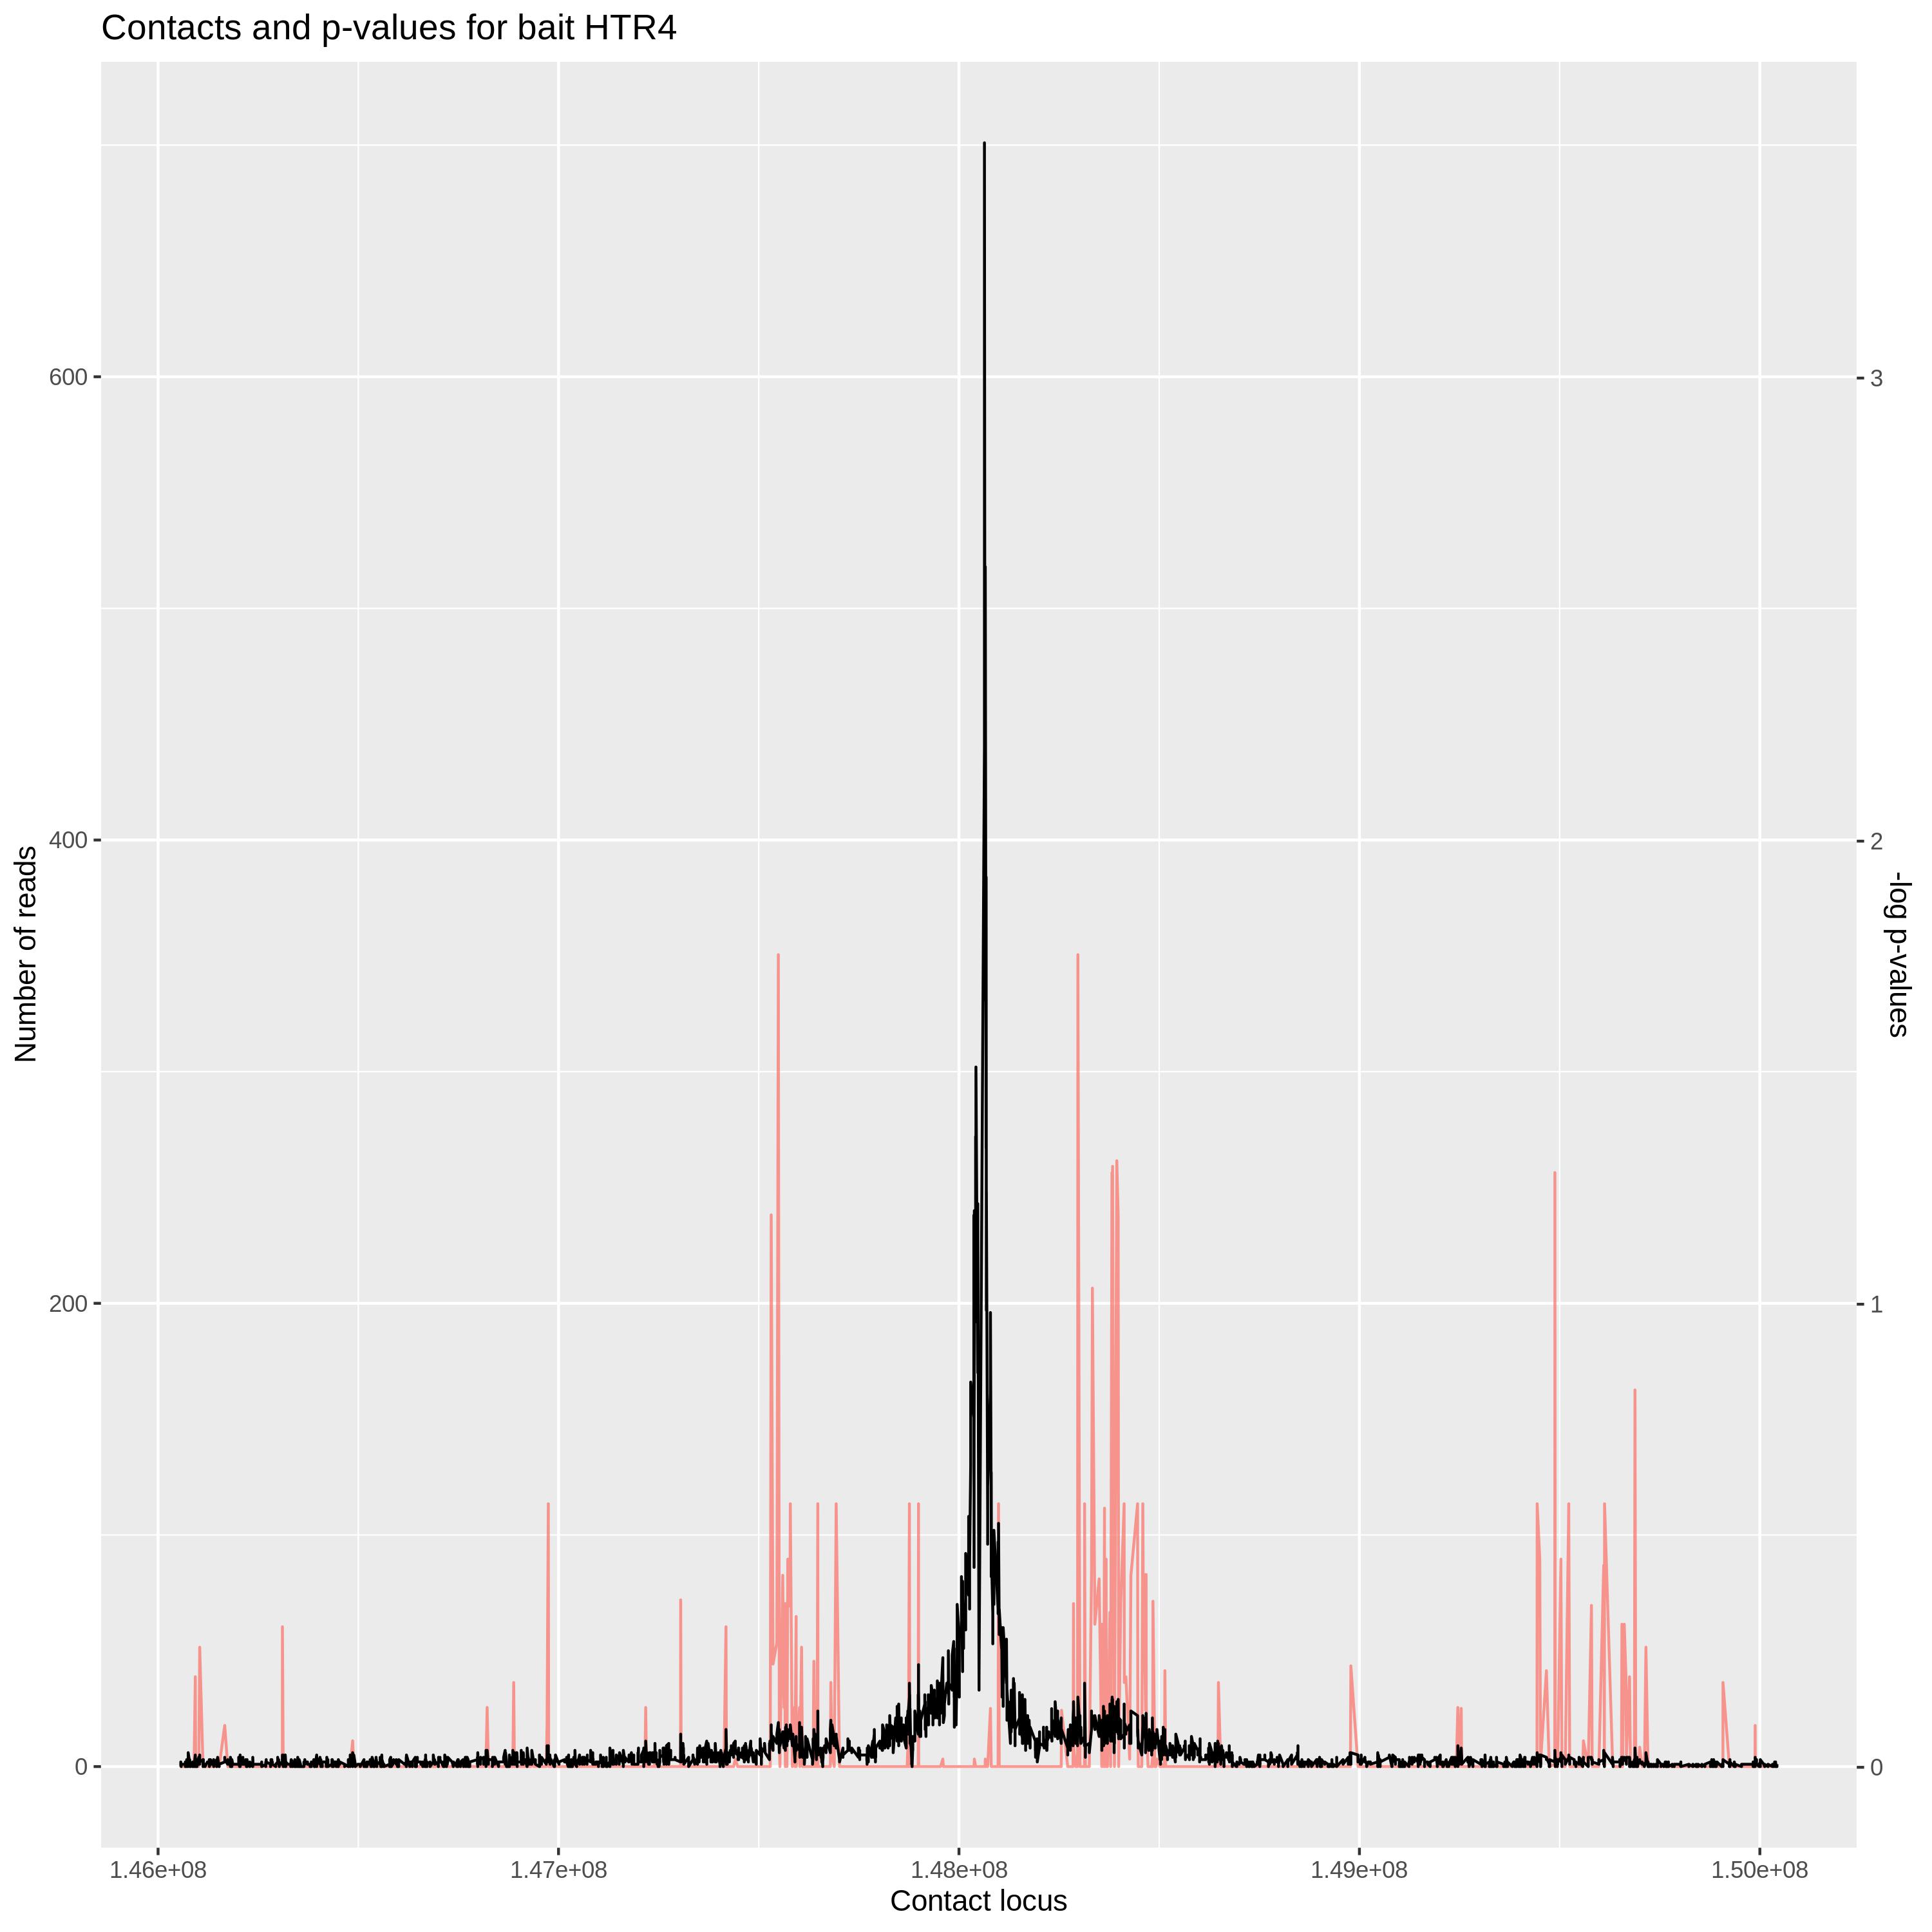 Contacts and p-values for bait HTR4
600
400
200
0
3
2
1
0
Number of reads
-log p-values
1.46e+08 1.47e+08 1.48e+08 1.49e+08 1.50e+08
Contact locus